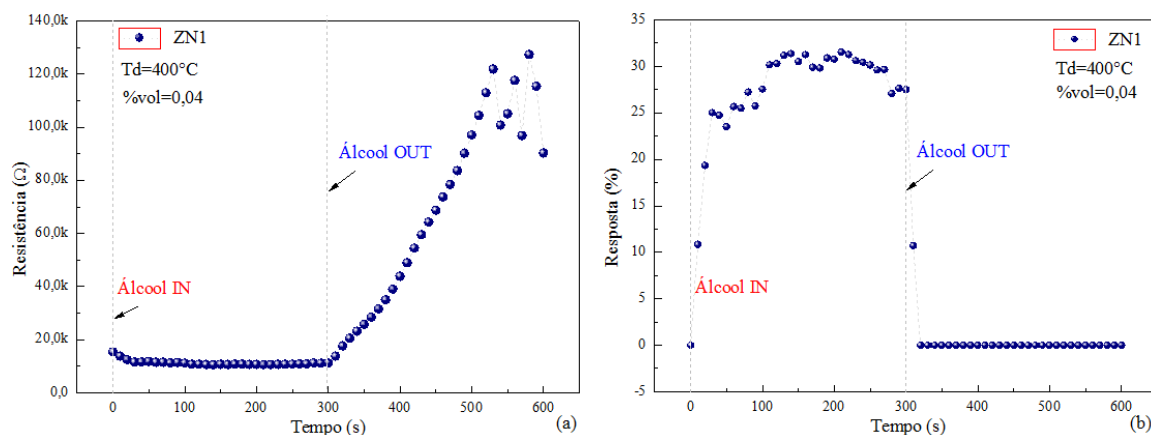 140,0k
120,0k
100,0k
80,0k
60,0k
40,0k
20,0k
0,0
Resistência (Ω)
ZN1
Td=400°C
%vol=0,04
Álcool OUT
Álcool IN
0 100 200 300 400 500 600
Tempo (s)
(a)
35
30
25
20
15
10
5
0
-5
Resposta (%)
ZN1
Td=400°C
%vol=0,04
Álcool OUT
Álcool IN
0 100 200 300 400 500 600
Tempo (s)
(b)